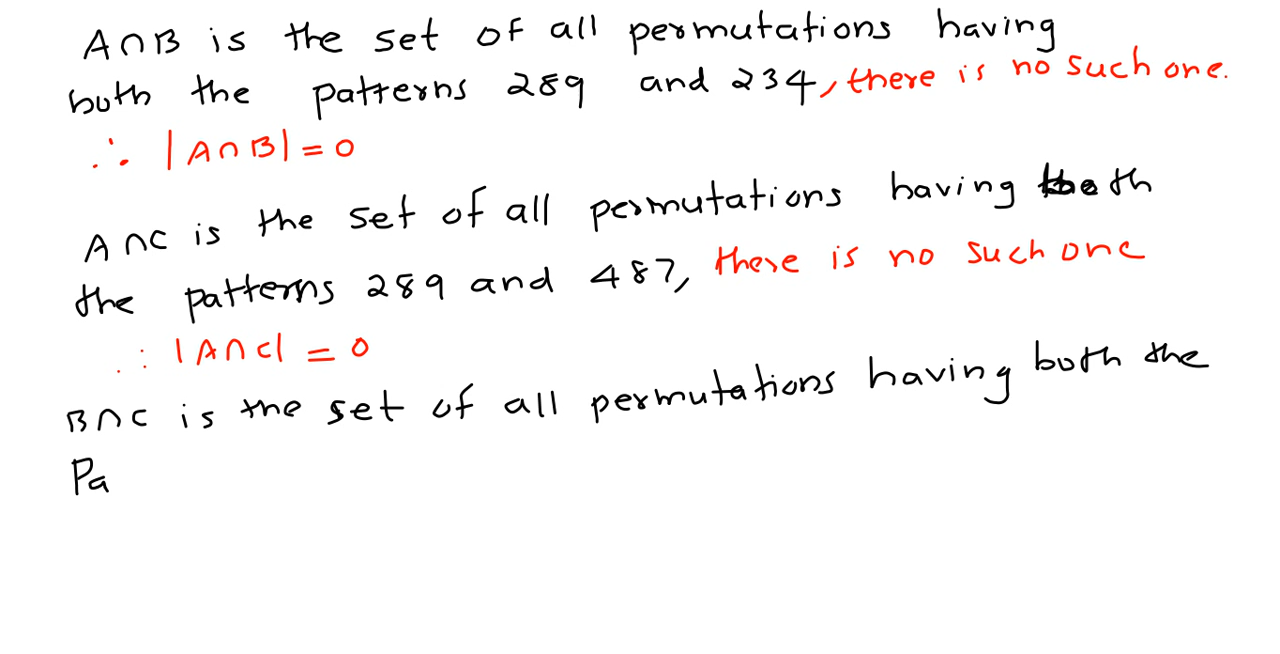 A∩B is the set of all permutations having
both the patterns 289 and 234, there is no such one.
∴ |A∩B| = 0
A∩C is the set of all permutations having both
the patterns 289 and 487, there is no such one
∴ |A∩C| = 0
B∩C is the set of all permutations having both the
Pa